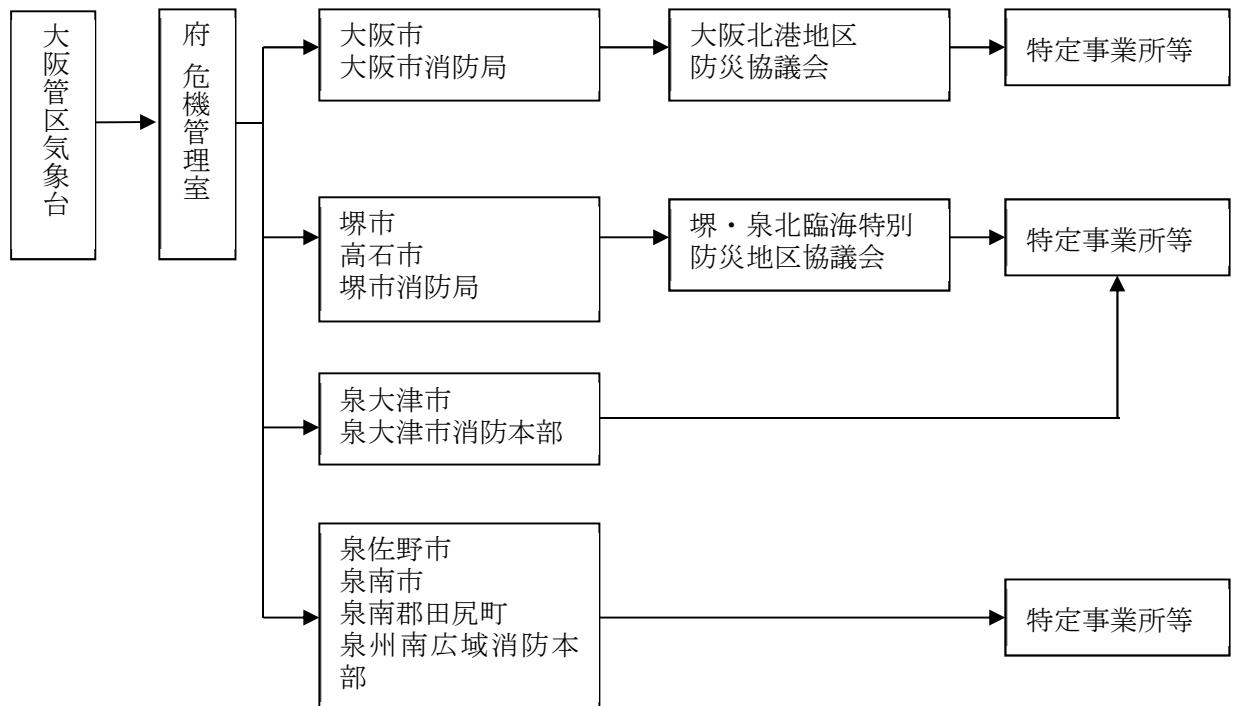 大阪管区気象台
府 危機管理室
大阪市
大阪市消防局
大阪北港地区
防災協議会
特定事業所等
堺市
高石市
堺市消防局
堺・泉北臨海特別
防災地区協議会
特定事業所等
泉大津市
泉大津市消防本部
泉佐野市
泉南市
泉南郡田尻町
泉州南広域消防本
部
特定事業所等